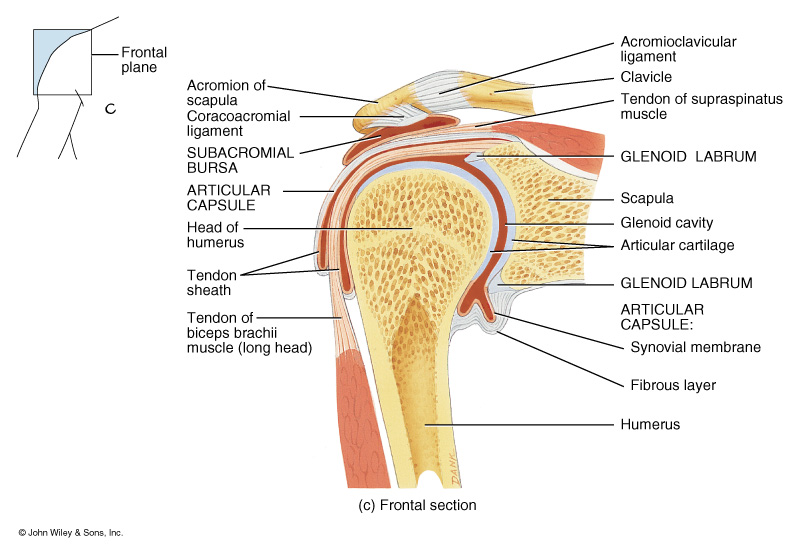 Frontal
plane
Acromion of
scapula
Coracoacromial
ligament
SUBACROMIAL
BURSA
ARTICULAR
CAPSULE
Head of
humerus
Tendon
sheath
Tendon of
biceps brachii
muscle (long head)
Acromioclavicular
ligament
Clavicle
Tendon of supraspinatus
muscle
GLENOID LABRUM
Scapula
Glenoid cavity
Articular cartilage
GLENOID LABRUM
ARTICULAR
CAPSULE:
Synovial membrane
Fibrous layer
Humerus
DANK
(c) Frontal section
© John Wiley & Sons, Inc.